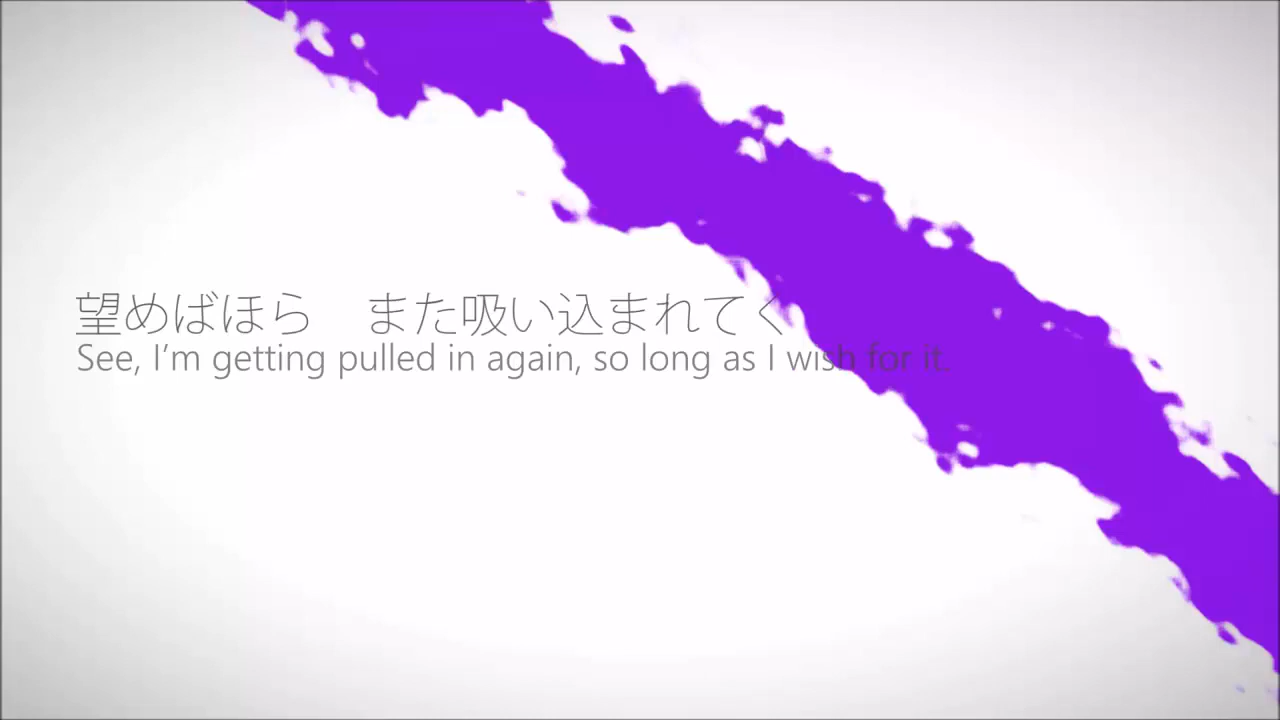 望めばほら　また吸い込まれてく
See, I'm getting pulled in again, so long as I wish for it.